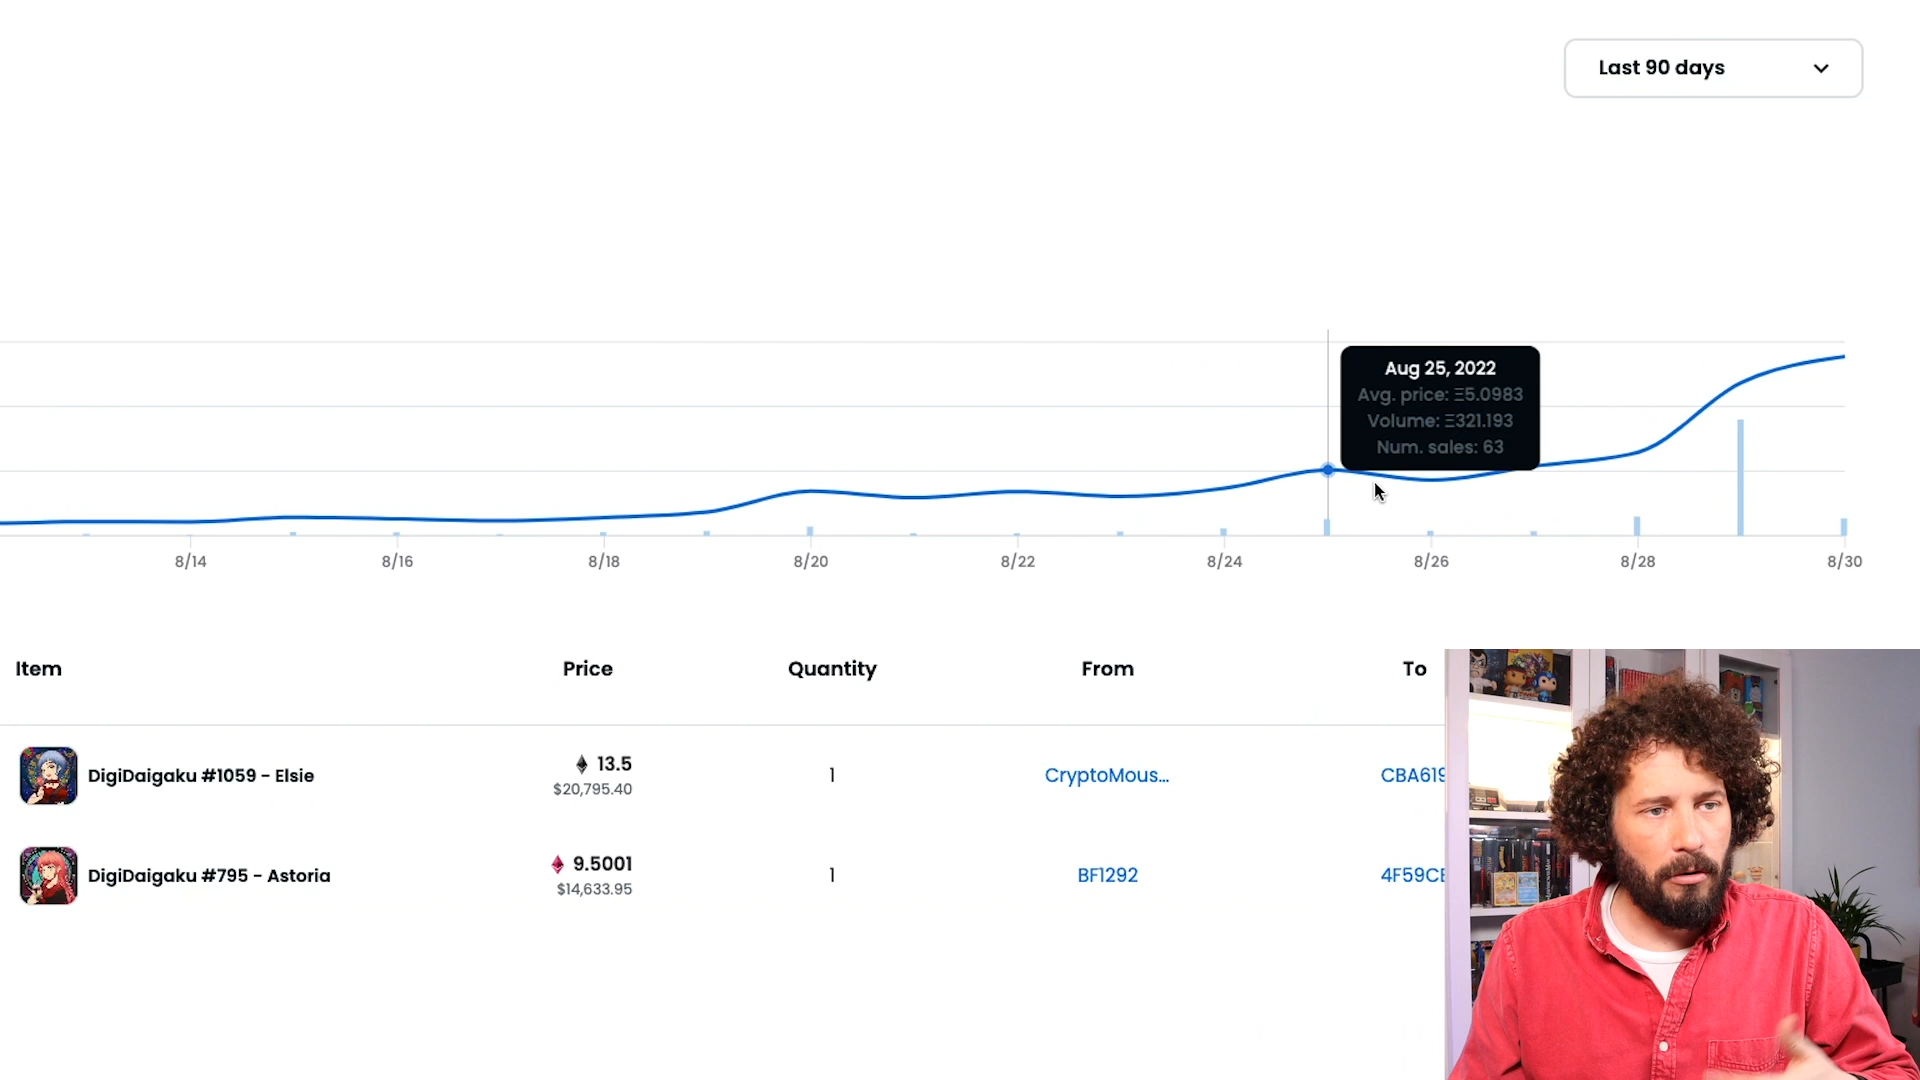 Last 90 days
Aug 25, 2022
Avg. price: Ξ5.0983
Volume: Ξ321.193
Num. sales: 63
8/14 8/16 8/18 8/20 8/22 8/24 8/26 8/28 8/30
Item Price Quantity From To
DigiDaigaku #1059 - Elsie 13.5 1 CryptoMous... CBA619
$20,795.40
DigiDaigaku #795 - Astoria 9.5001 1 BF1292 4F59CE
$14,633.95